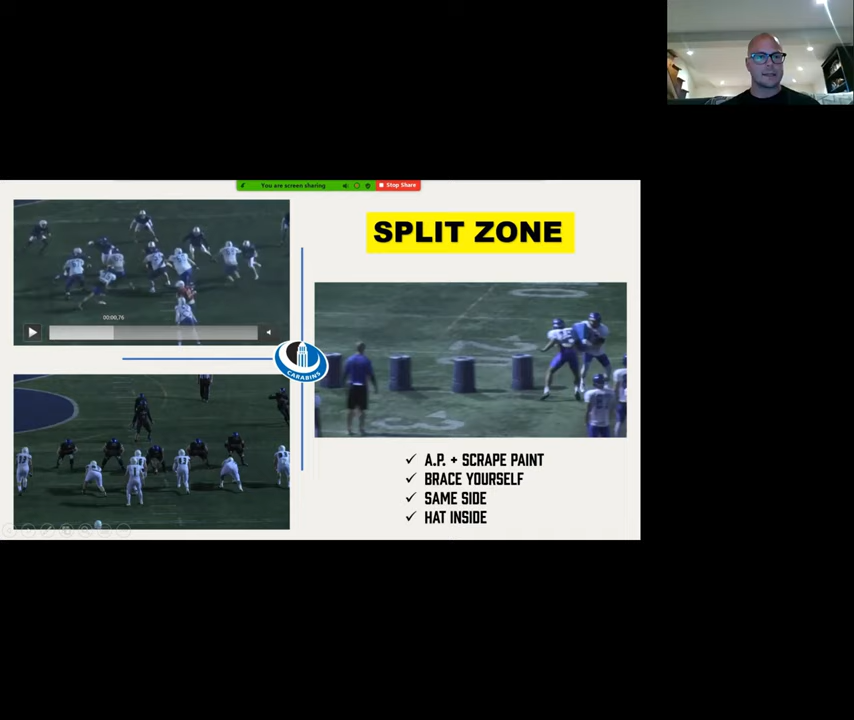 You are screen sharing
Stop Share
SPLIT ZONE
00:08,76
CARABINS
A.P. + SCRAPE PAINT
BRACE YOURSELF
SAME SIDE
HAT INSIDE